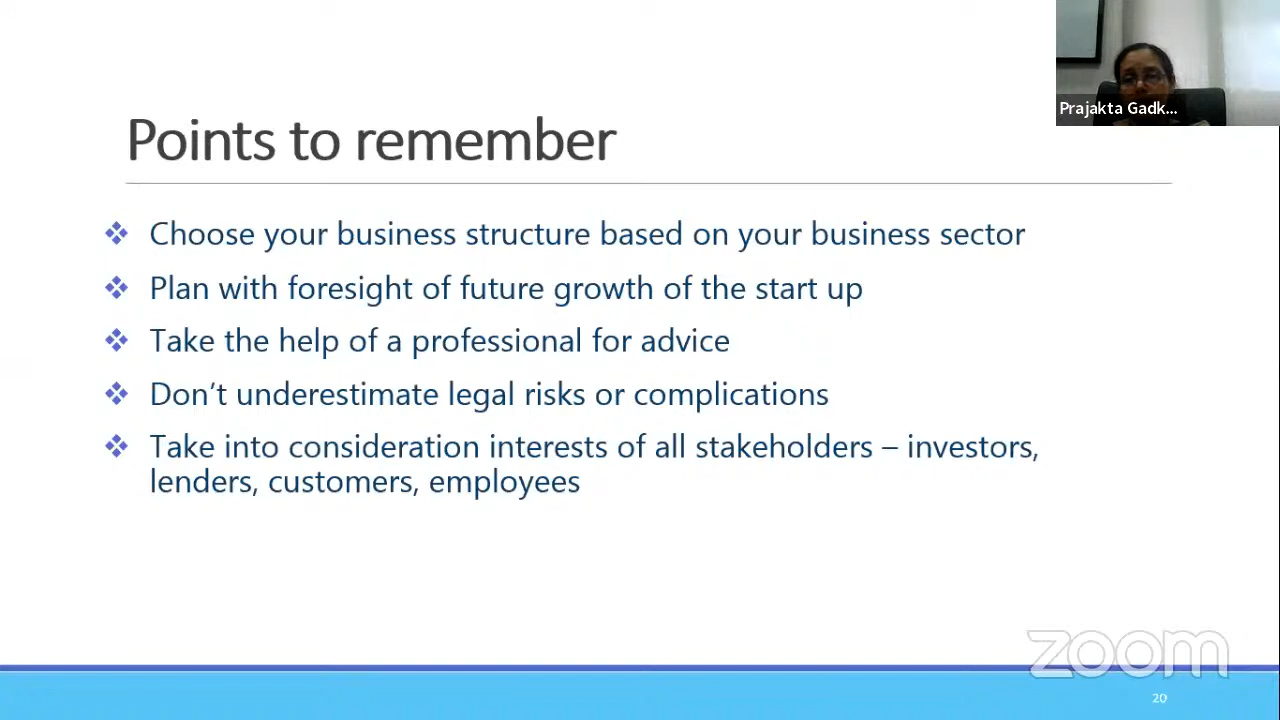 Prajakta Gadk...
Points to remember
❖ Choose your business structure based on your business sector
❖ Plan with foresight of future growth of the start up
❖ Take the help of a professional for advice
❖ Don’t underestimate legal risks or complications
❖ Take into consideration interests of all stakeholders – investors,
lenders, customers, employees
zoom
20